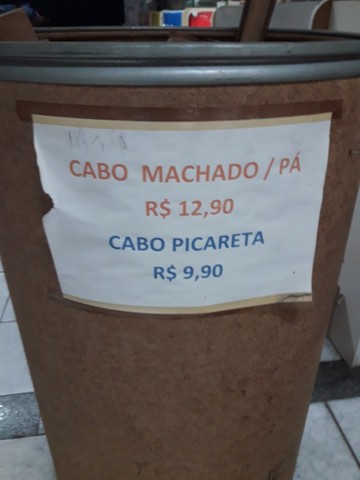 CABO MACHADO / PÁ
R$ 12,90
CABO PICARETA
R$ 9,90